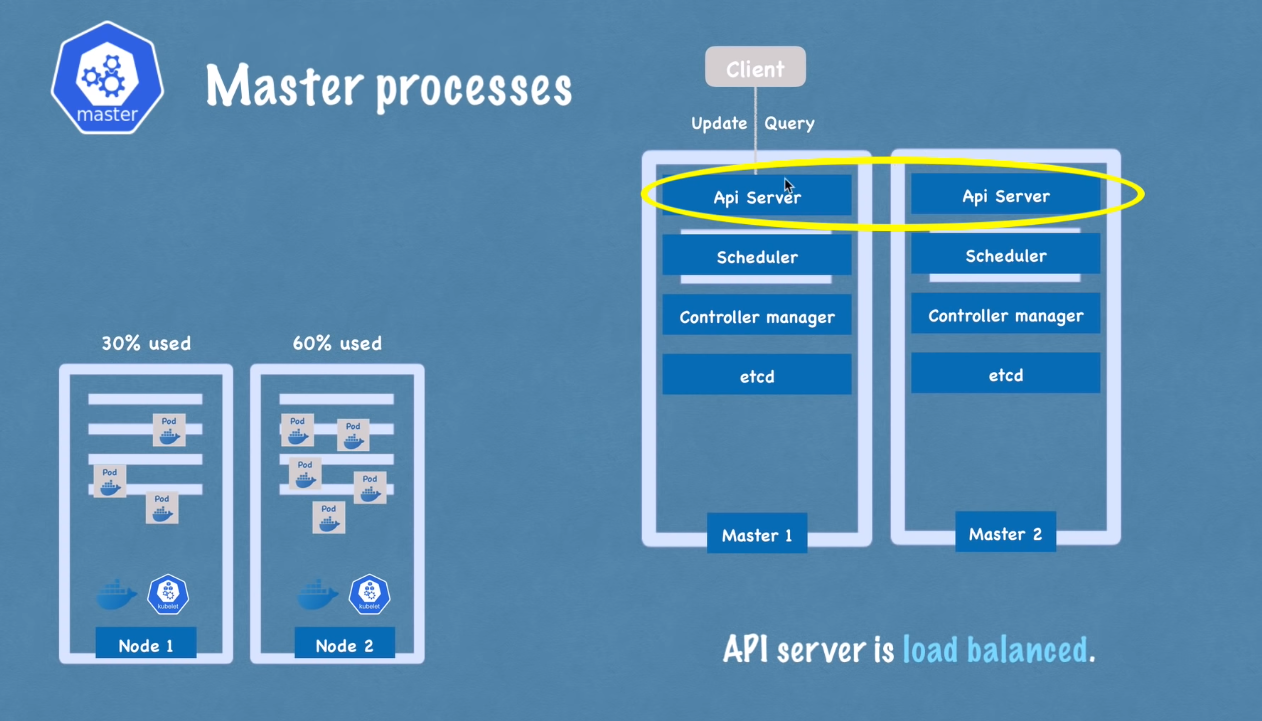 master
Master processes
Client
Update Query
Api Server
Scheduler
Controller manager
etcd
Master 1
Api Server
Scheduler
Controller manager
etcd
Master 2
30% used
Pod
Pod
Pod
kubelet
Node 1
60% used
Pod
Pod
Pod
Pod
Pod
kubelet
Node 2
API server is load balanced.